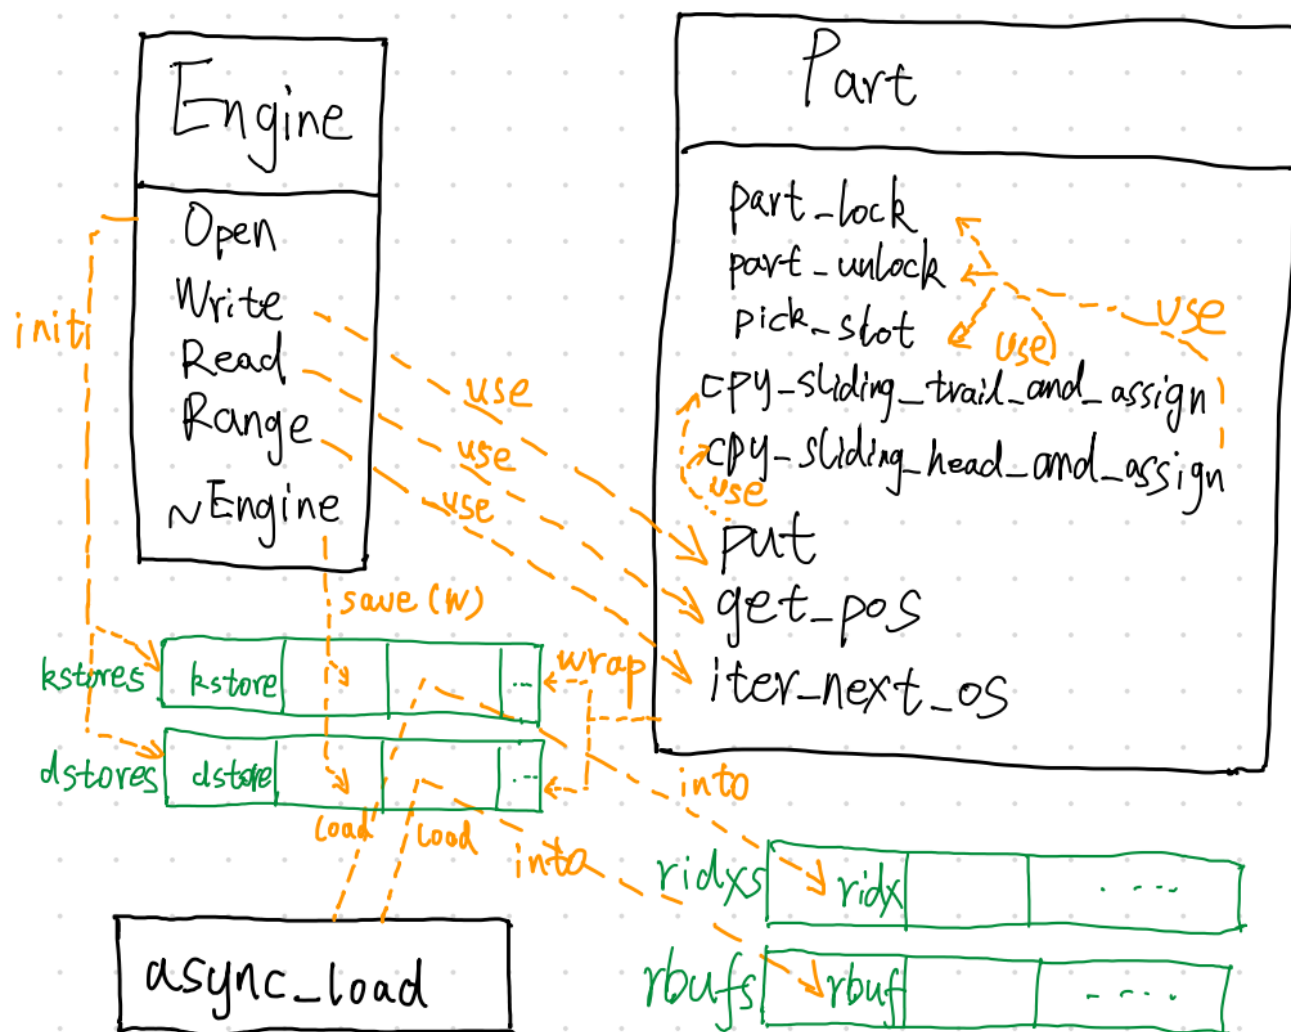 Engine
Open
Write
Read
Range
~Engine
init
use
use
use
save (W)
Part
part_lock
part_unlock
pick_slot
use
use
cpy_sliding_trail_and_assign
cpy_sliding_head_and_assign
use
put
get_pos
iter_next_os
kstores kstore ...
wrap
dstores dstore ...
load load
into
into
ridxs ridx ....
rbufs rbuf ....
async_load